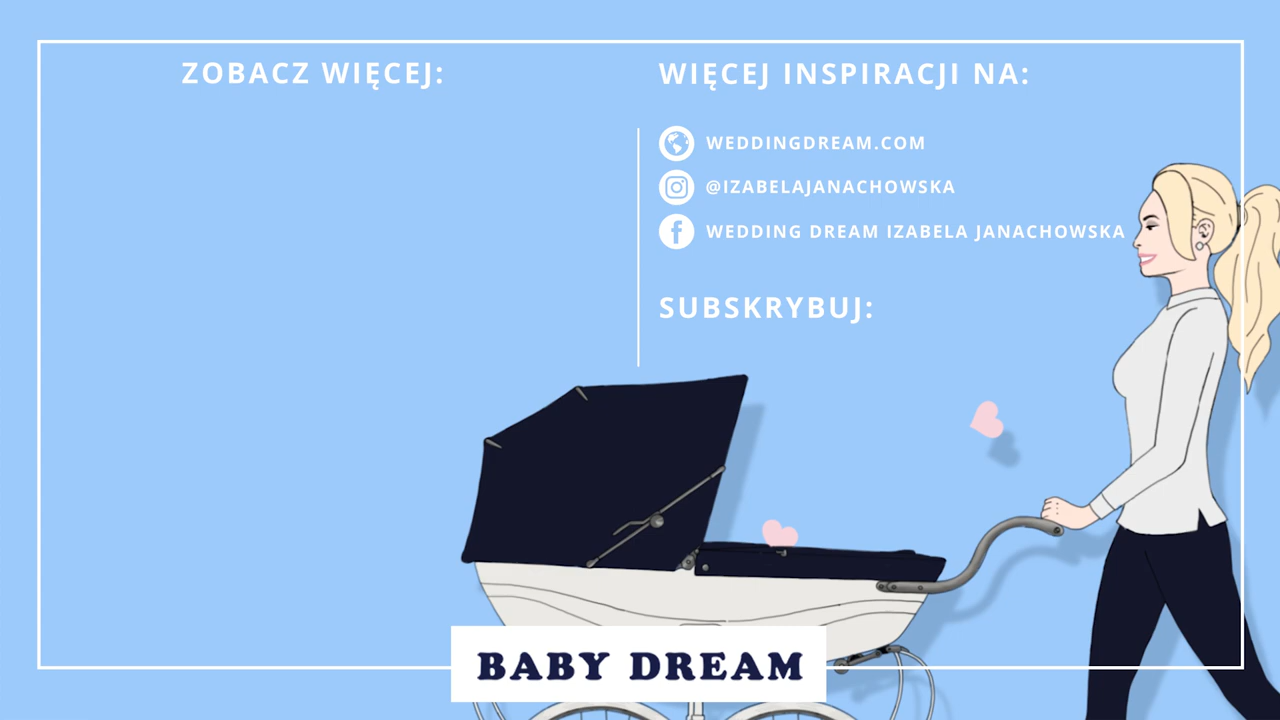 ZOBACZ WIĘCEJ:
WIĘCEJ INSPIRACJI NA:
WEDDINGDREAM.COM
@IZABELAJANACHOWSKA
WEDDING DREAM IZABELA JANACHOWSKA
SUBSKRYBUJ:
BABY DREAM